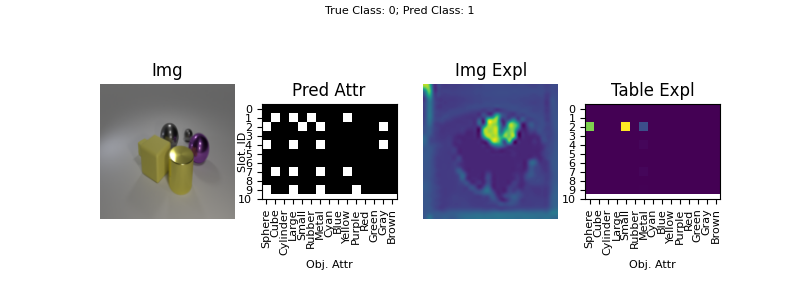 True Class: 0; Pred Class: 1
Img
Pred Attr
Img Expl
Table Expl
Slot. ID
0
1
2
3
4
5
6
7
8
9
10
Sphere
Cube
Cylinder
Large
Small
Rubber
Metal
Cyan
Blue
Yellow
Purple
Red
Green
Gray
Brown
Obj. Attr
0
1
2
3
4
5
6
7
8
9
10
Sphere
Cube
Cylinder
Large
Small
Rubber
Metal
Cyan
Blue
Yellow
Purple
Red
Green
Gray
Brown
Obj. Attr